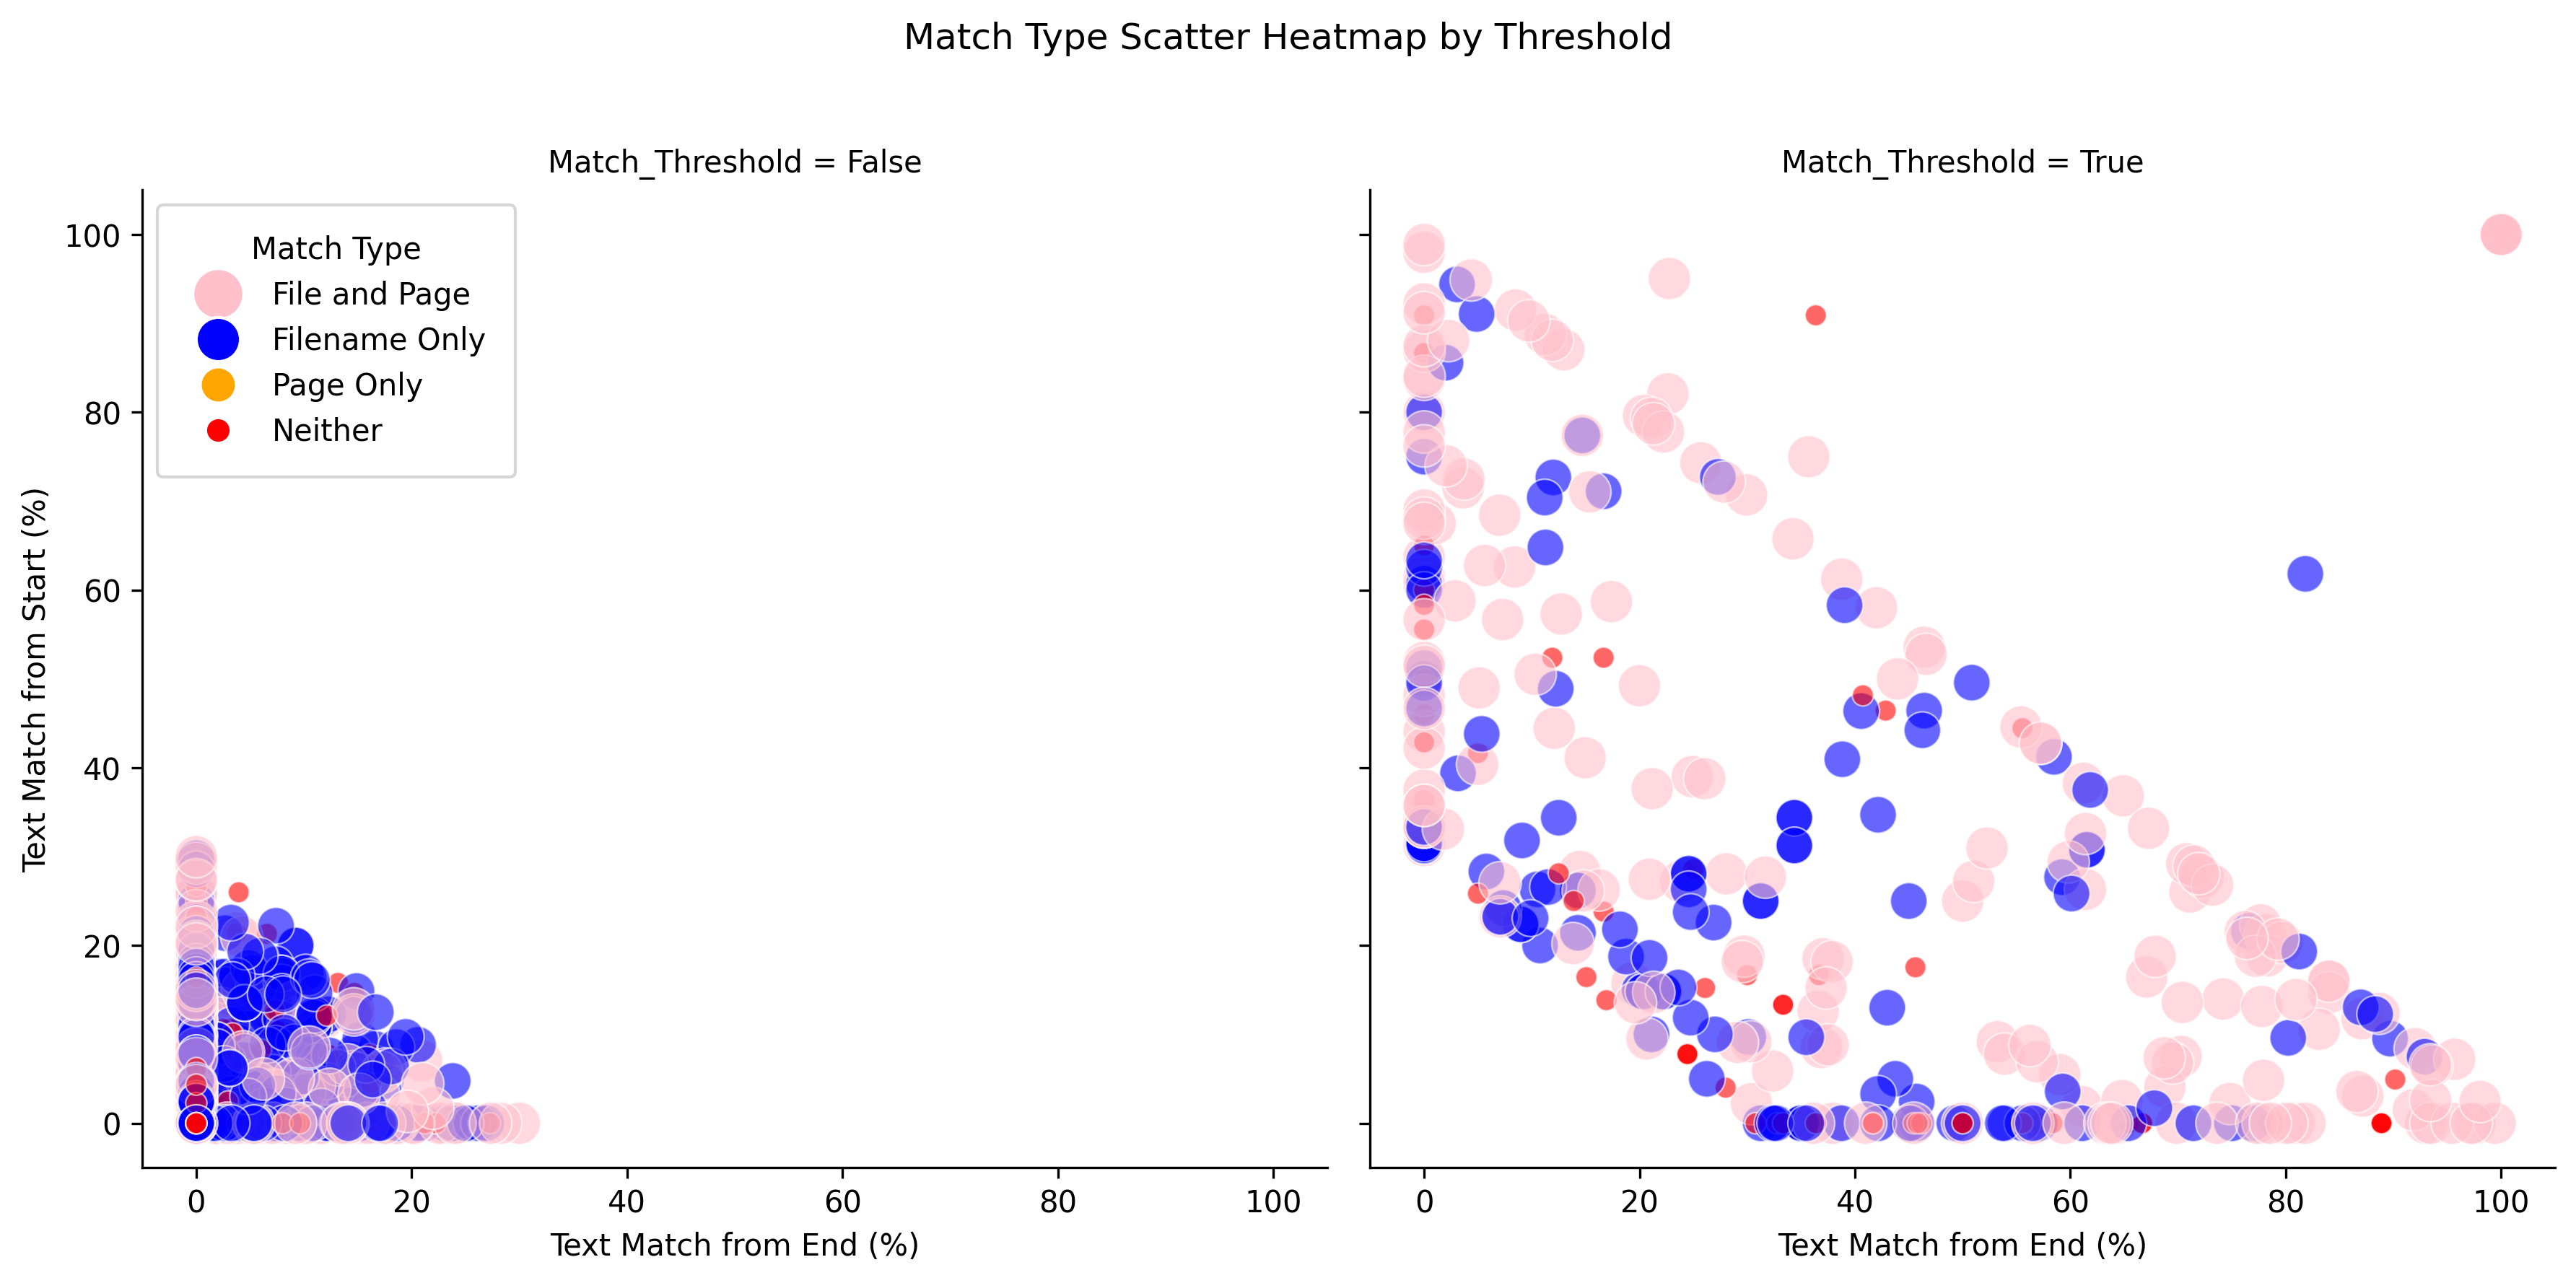 Match Type Scatter Heatmap by Threshold
Match_Threshold = False
Match_Threshold = True
Match Type
File and Page
Filename Only
Page Only
Neither
Text Match from Start (%)
100
80
60
40
20
0
0 20 40 60 80 100
0 20 40 60 80 100
Text Match from End (%)
Text Match from End (%)